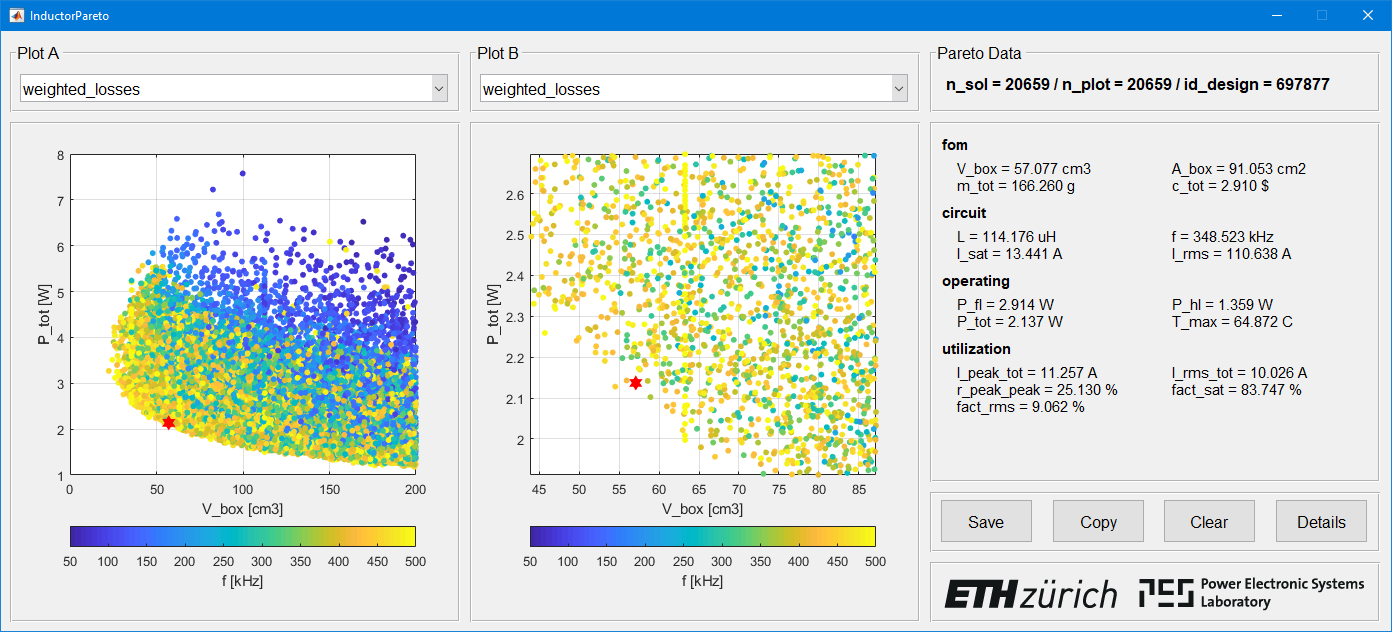 InductorPareto
Plot A
weighted_losses
8
7
6
5
4
3
2
1
P_tot [W]
0 50 100 150 200
V_box [cm3]
50 100 150 200 250 300 350 400 450 500
f [kHz]
Plot B
weighted_losses
2.6
2.5
2.4
2.3
2.2
2.1
2
P_tot [W]
45 50 55 60 65 70 75 80 85
V_box [cm3]
50 100 150 200 250 300 350 400 450 500
f [kHz]
Pareto Data
n_sol = 20659 / n_plot = 20659 / id_design = 697877
fom
V_box = 57.077 cm3 A_box = 91.053 cm2
m_tot = 166.260 g c_tot = 2.910 $
circuit
L = 114.176 uH f = 348.523 kHz
I_sat = 13.441 A I_rms = 110.638 A
operating
P_fl = 2.914 W P_hl = 1.359 W
P_tot = 2.137 W T_max = 64.872 C
utilization
I_peak_tot = 11.257 A I_rms_tot = 10.026 A
r_peak_peak = 25.130 % fact_sat = 83.747 %
fact_rms = 9.062 %
Save Copy Clear Details
ETH zürich PES Power Electronic Systems
Laboratory